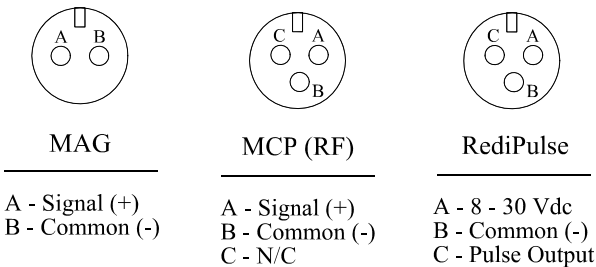 A B
C A
B
C A
B
MAG
MCP (RF)
RediPulse
A - Signal (+)
B - Common (-)
A - Signal (+)
B - Common (-)
C - N/C
A - 8 - 30 Vdc
B - Common (-)
C - Pulse Output